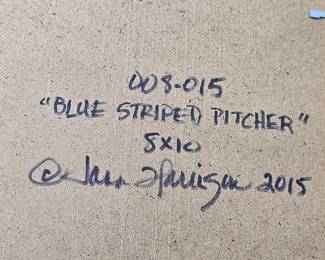 008-015
"BLUE STRIPED PITCHER"
8X10
© 2015